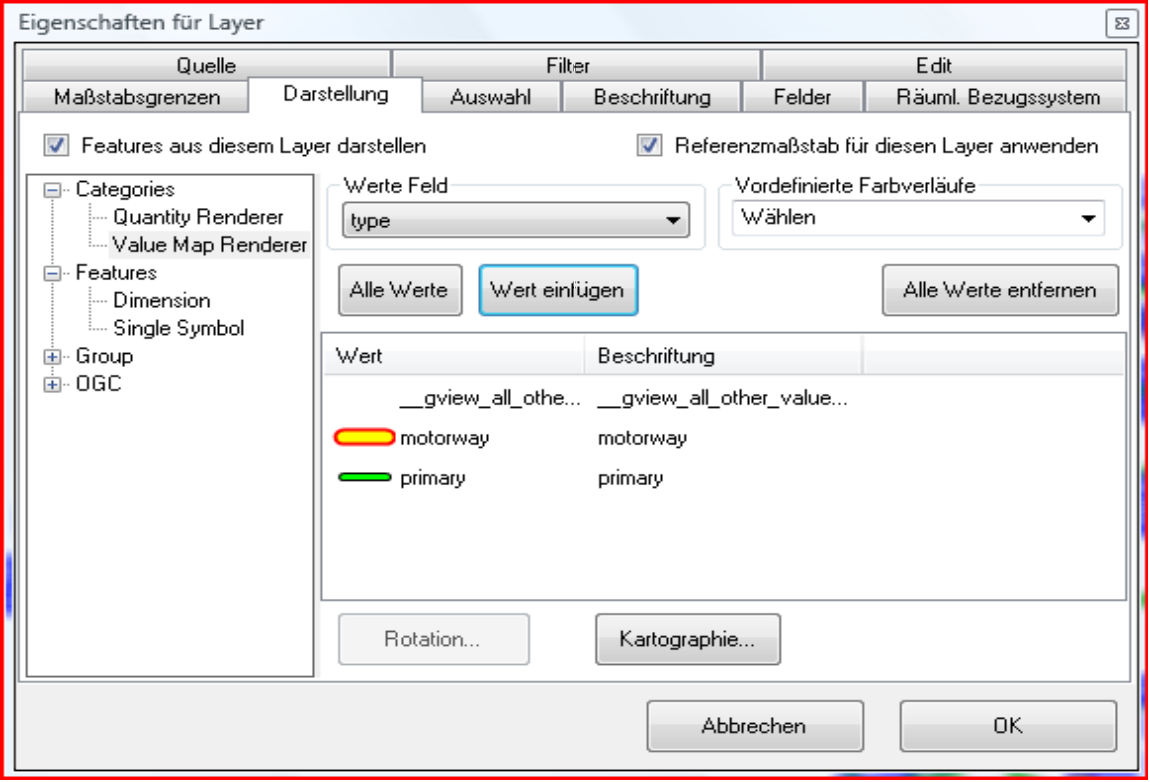 Eigenschaften für Layer
Quelle Filter Edit
Maßstabsgrenzen Darstellung Auswahl Beschriftung Felder Räuml. Bezugssystem
Features aus diesem Layer darstellen Referenzmaßstab für diesen Layer anwenden
Categories
Quantity Renderer
Value Map Renderer
Features
Dimension
Single Symbol
Group
OGC
Werte Feld Vordefinierte Farbverläufe
type Wählen
Alle Werte Wert einfügen Alle Werte entfernen
Wert Beschriftung
__gview_all_othe... __gview_all_other_value...
motorway motorway
primary primary
Rotation... Kartographie...
Abbrechen OK